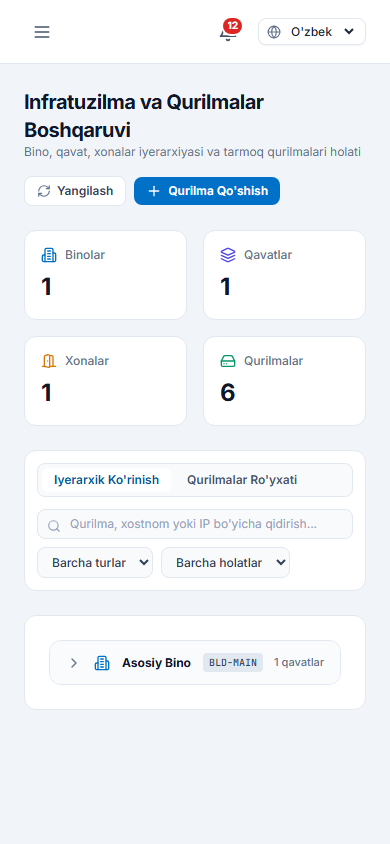 12
O'zbek
Infratuzilma va Qurilmalar
Boshqaruvi
Bino, qavat, xonalar iyerarxiyasi va tarmoq qurilmalari holati
Yangilash
Qurilma Qo'shish
Binolar
1
Qavatlar
1
Xonalar
1
Qurilmalar
6
Iyerarxik Ko'rinish
Qurilmalar Ro'yxati
Qurilma, xostnom yoki IP bo'yicha qidirish...
Barcha turlar
Barcha holatlar
Asosiy Bino BLD-MAIN 1 qavatlar